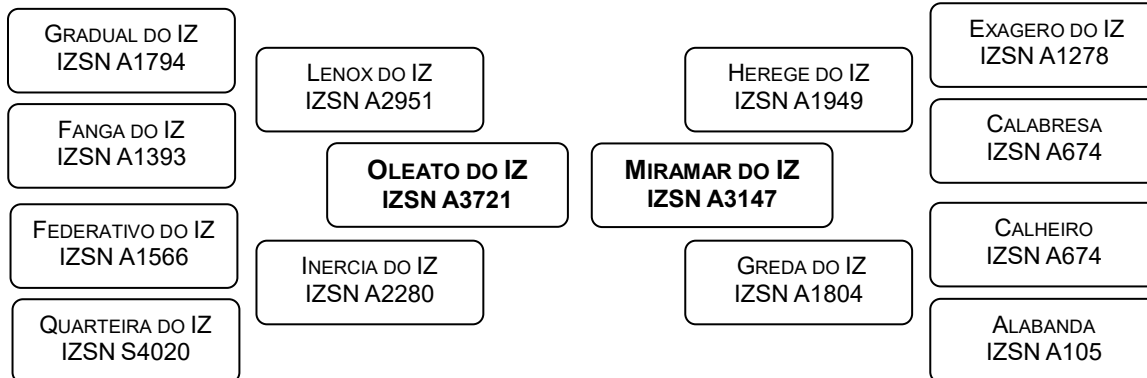 GRADUAL DO IZ
IZSN A1794
FANGA DO IZ
IZSN A1393
FEDERATIVO DO IZ
IZSN A1566
QUARTEIRA DO IZ
IZSN S4020
LENOX DO IZ
IZSN A2951
INERCIA DO IZ
IZSN A2280
OLEATO DO IZ
IZSN A3721
MIRAMAR DO IZ
IZSN A3147
HEREGE DO IZ
IZSN A1949
GREDA DO IZ
IZSN A1804
EXAGERO DO IZ
IZSN A1278
CALABRESA
IZSN A674
CALHEIRO
IZSN A674
ALABANDA
IZSN A105